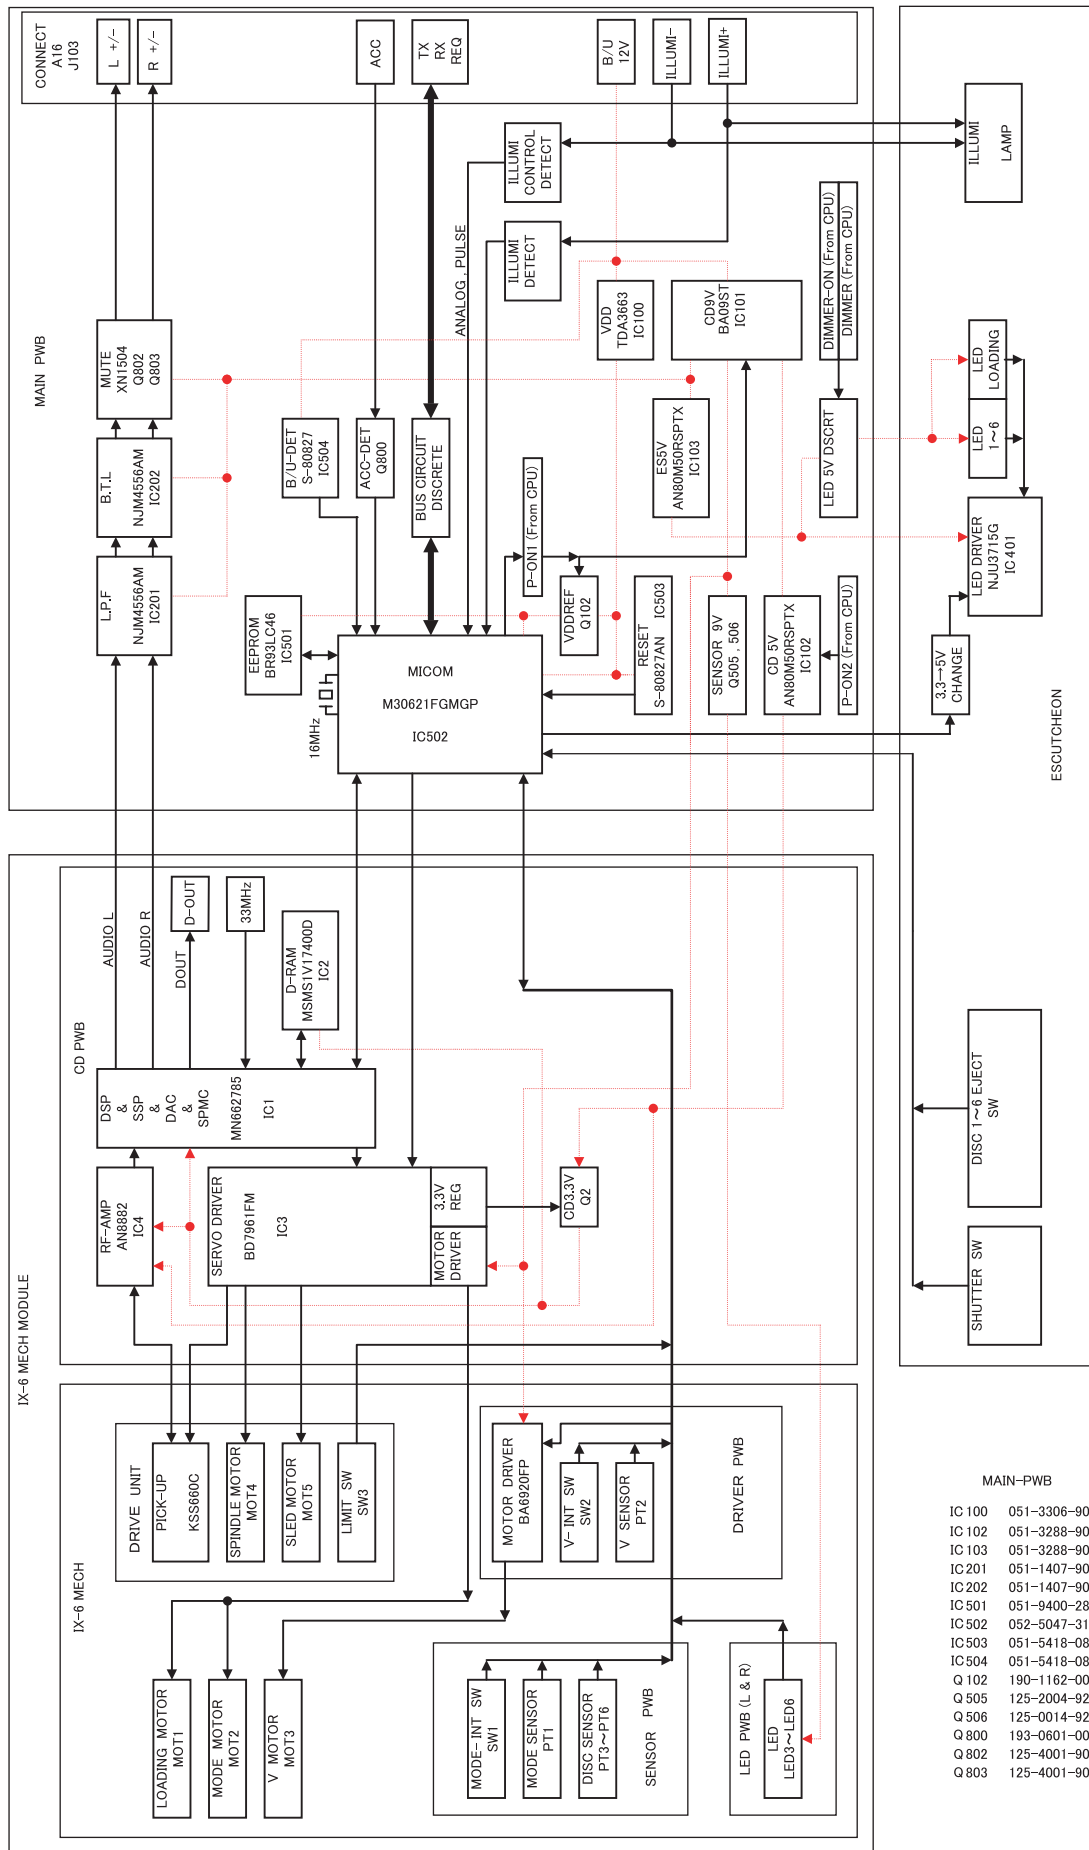 CONNECT
A16
J103
L +/-
R +/-
ACC
TX
RX
REQ
B/U
12V
ILLUMI-
ILLUMI+
ILLUMI
LAMP
ILLUMI
CONTROL
DETECT
ANALOG , PULSE
ILLUMI
DETECT
MAIN PWB
MUTE
XN1504
Q802
Q803
VDD
TDA3663
IC100
CD9V
BA09ST
IC101
DIMMER-ON (From CPU)
DIMMER (From CPU)
LED
LOADING
LED
1~6
B.T.L
NJM4556AM
IC202
B/U-DET
S-80827
IC504
ACC-DET
Q800
BUS CIRCUIT
DISCRETE
ES5V
AN80M50RSPTX
IC103
LED 5V DSCRT
LED DRIVER
NJU3715G
IC401
L.P.F
NJM4556AM
IC201
P-ON1 (From CPU)
VDDREF
Q102
EEPROM
BR93LC46
IC501
RESET IC503
S-80827AN
SENSOR 9V
Q505 , 506
CD 5V
AN80M50RSPTX
IC102
P-ON2 (From CPU)
3.3→5V
CHANGE
MICOM
M30621FGMGP
IC502
16MHz
ESCUTCHEON
AUDIO L
AUDIO R
DOUT
D-OUT
33MHz
D-RAM
MSMS1V17400D
IC2
CD PWB
DSP
&
SSP
&
DAC
&
SPMC
MN662785
IC1
DISC 1~6 EJECT
SW
RF-AMP
AN8882
IC4
SERVO DRIVER
BD7961FM
IC3
3.3V
REG
MOTOR
DRIVER
CD3.3V
Q2
SHUTTER SW
IX-6 MECH MODULE
DRIVE UNIT
PICK-UP
KSS660C
SPINDLE MOTOR
MOT4
SLED MOTOR
MOT5
LIMIT SW
SW3
MOTOR DRIVER
BA6920FP
V-INT SW
SW2
V SENSOR
PT2
DRIVER PWB
IX-6 MECH
LOADING MOTOR
MOT1
MODE MOTOR
MOT2
V MOTOR
MOT3
MODE-INT SW
SW1
MODE SENSOR
PT1
DISC SENSOR
PT3~PT6
SENSOR PWB
LED PWB (L & R)
LED
LED3~LED6
MAIN-PWB
IC 100 051-3306-90
IC 102 051-3288-90
IC 103 051-3288-90
IC 201 051-1407-90
IC 202 051-1407-90
IC 501 051-9400-28
IC 502 052-5047-31
IC 503 051-5418-08
IC 504 051-5418-08
Q 102 190-1162-00
Q 505 125-2004-92
Q 506 125-0014-92
Q 800 193-0601-00
Q 802 125-4001-90
Q 803 125-4001-90